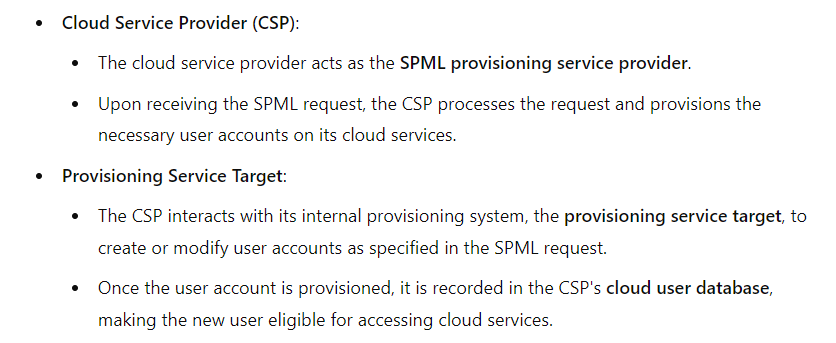 • Cloud Service Provider (CSP):
• The cloud service provider acts as the SPML provisioning service provider.
• Upon receiving the SPML request, the CSP processes the request and provisions the
necessary user accounts on its cloud services.
• Provisioning Service Target:
• The CSP interacts with its internal provisioning system, the provisioning service target, to
create or modify user accounts as specified in the SPML request.
• Once the user account is provisioned, it is recorded in the CSP's cloud user database,
making the new user eligible for accessing cloud services.